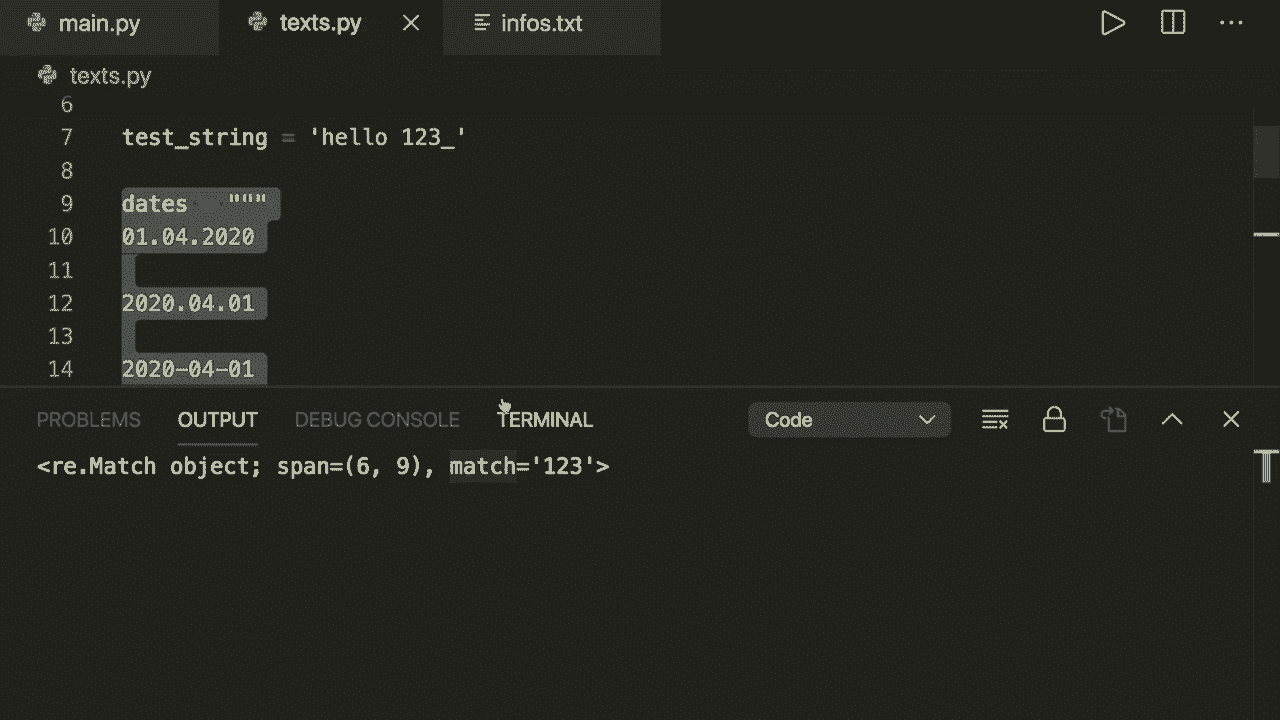 main.py texts.py infos.txt
texts.py
6
7 test_string = 'hello 123_'
8
9 dates """
10 01.04.2020
11
12 2020.04.01
13
14 2020-04-01
PROBLEMS OUTPUT DEBUG CONSOLE TERMINAL Code
<re.Match object; span=(6, 9), match='123'>